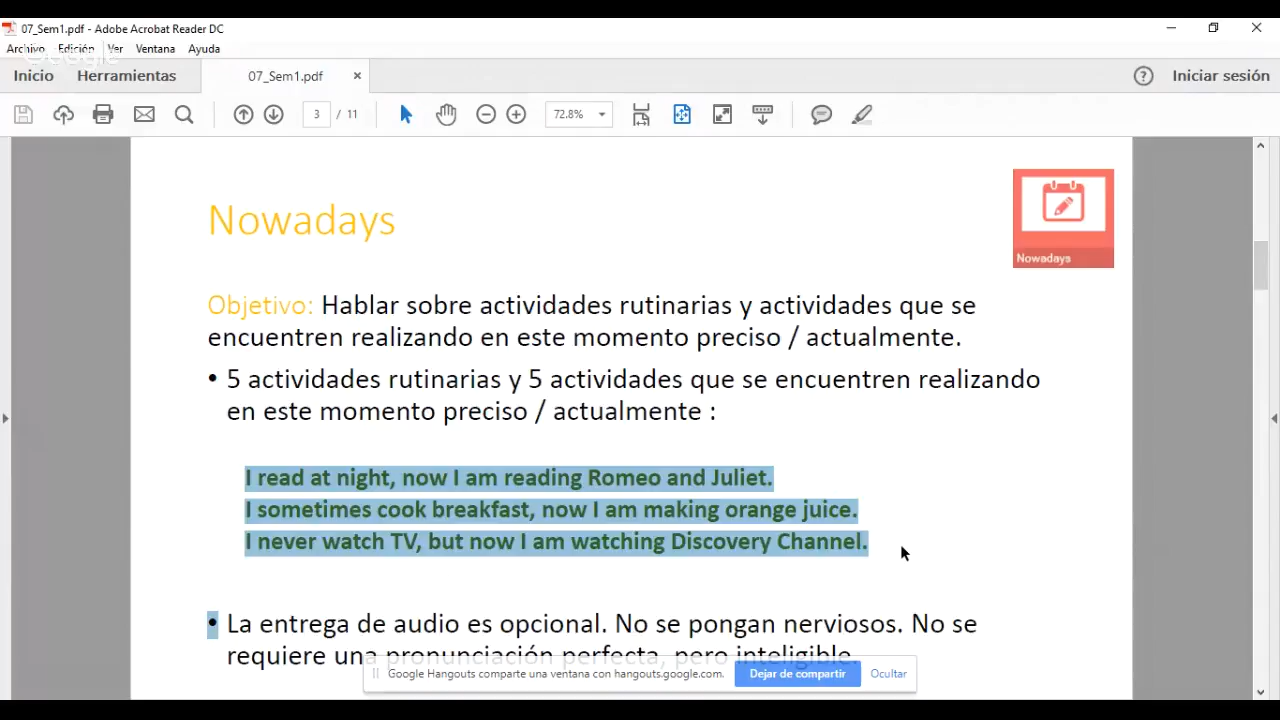 07_Sem1.pdf - Adobe Acrobat Reader DC
Archivo Edición Ver Ventana Ayuda
Google
Inicio Herramientas 07_Sem1.pdf Iniciar sesión
3 / 11 72.8%
Nowadays
Nowadays
Objetivo: Hablar sobre actividades rutinarias y actividades que se
encuentren realizando en este momento preciso / actualmente.
• 5 actividades rutinarias y 5 actividades que se encuentren realizando
en este momento preciso / actualmente :
I read at night, now I am reading Romeo and Juliet.
I sometimes cook breakfast, now I am making orange juice.
I never watch TV, but now I am watching Discovery Channel.
• La entrega de audio es opcional. No se pongan nerviosos. No se
requiere una pronunciación perfecta, pero inteligible.
Google Hangouts comparte una ventana con hangouts.google.com. Dejar de compartir Ocultar